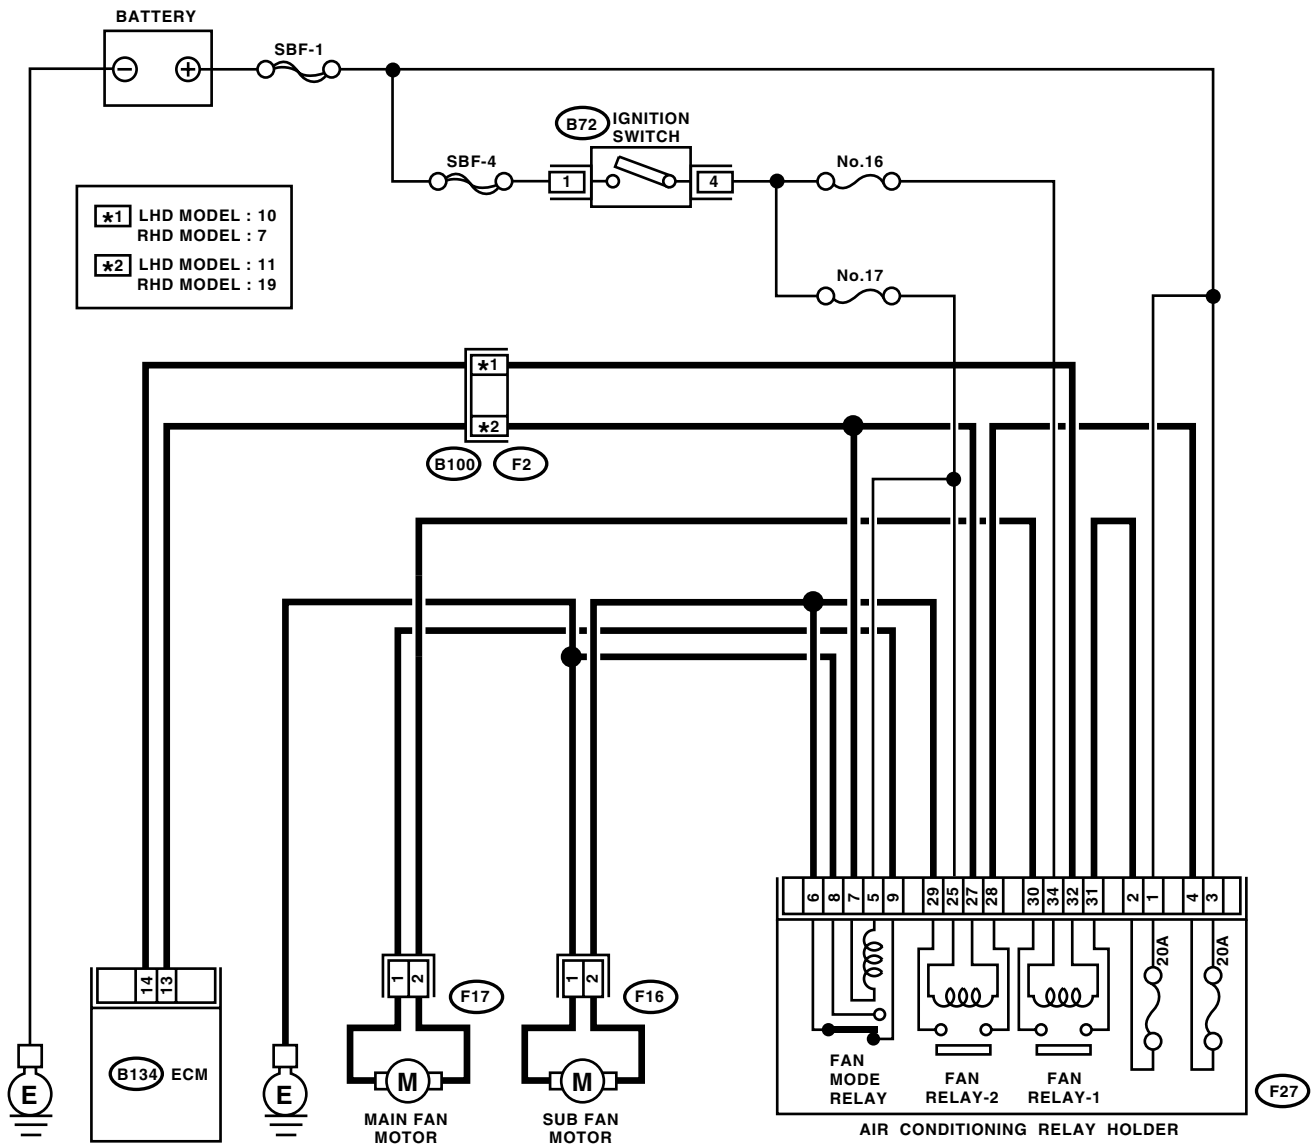 BATTERY
SBF-1
B72
IGNITION
SWITCH
SBF-4
1
4
No.16
*1 LHD MODEL : 10
RHD MODEL : 7
*2 LHD MODEL : 11
RHD MODEL : 19
No.17
*1
*2
B100
F2
6
8
7
5
9
29
25
27
28
30
34
32
31
2
1
4
3
20A
20A
14
13
1
2
F17
1
2
F16
B134
ECM
E
E
M
M
MAIN FAN
MOTOR
SUB FAN
MOTOR
FAN
MODE
RELAY
FAN
RELAY-2
FAN
RELAY-1
F27
AIR CONDITIONING RELAY HOLDER